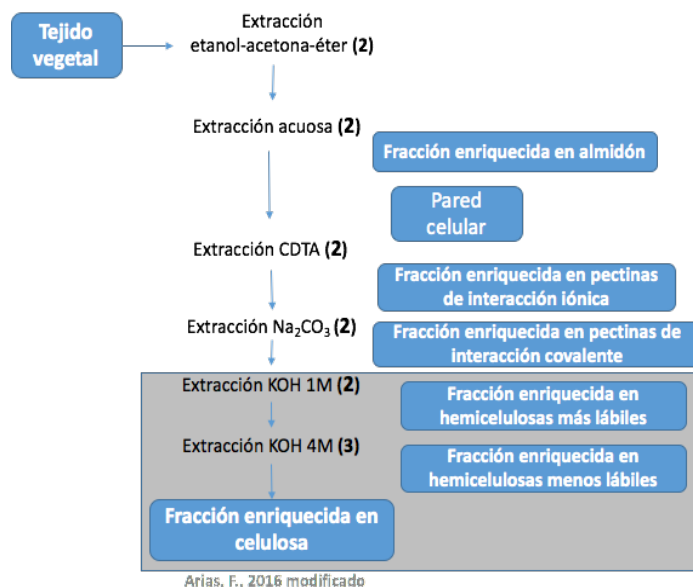 Tejido
vegetal
Extracción
etanol-acetona-éter (2)
Extracción acuosa (2)
Fracción enriquecida en almidón
Pared
celular
Extracción CDTA (2)
Fracción enriquecida en pectinas
de interacción iónica
Extracción Na₂CO₃ (2)
Fracción enriquecida en pectinas de
interacción covalente
Extracción KOH 1M (2)
Fracción enriquecida en
hemicelulosas más lábiles
Extracción KOH 4M (3)
Fracción enriquecida en
hemicelulosas menos lábiles
Fracción enriquecida en
celulosa
Arias, F., 2016 modificado